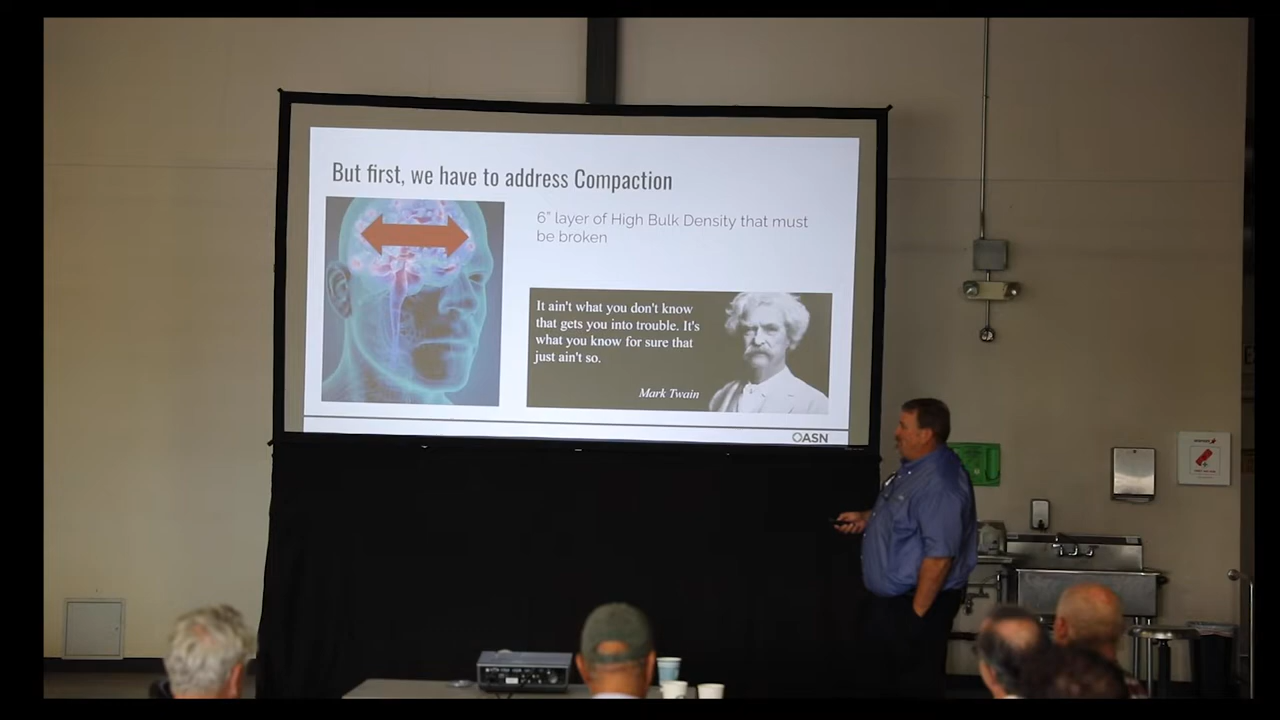 But first, we have to address Compaction
6" layer of High Bulk Density that must
be broken
It ain't what you don't know
that gets you into trouble. It's
what you know for sure that
just ain't so.
Mark Twain
OASN